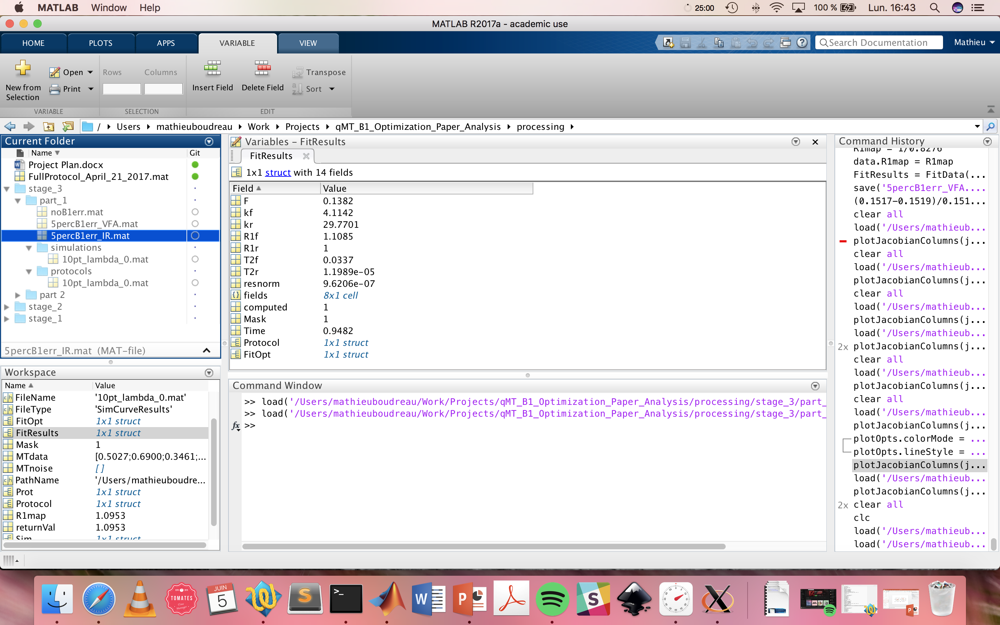 MATLAB Window Help 25:00 100 % Lun. 16:43
MATLAB R2017a - academic use
HOME PLOTS APPS VARIABLE VIEW Search Documentation Mathieu
New from Selection Open Print Rows Columns Insert Field Delete Field Transpose Sort
VARIABLE SELECTION EDIT
/ Users mathieuboudreau Work Projects qMT_B1_Optimization_Paper_Analysis processing
Current Folder
Name Git
Project Plan.docx
FullProtocol_April_21_2017.mat
stage_3
part_1
noB1err.mat
5percB1err_VFA.mat
5percB1err_IR.mat
simulations
10pt_lambda_0.mat
protocols
10pt_lambda_0.mat
part 2
stage_2
stage_1
5percB1err_IR.mat (MAT-file)
Workspace
Name Value
FileName '10pt_lambda_0.mat'
FileType 'SimCurveResults'
FitOpt 1x1 struct
FitResults 1x1 struct
Mask 1
MTdata [0.5027;0.6900;0.3461;...
MTnoise []
PathName '/Users/mathieuboudre...
Prot 1x1 struct
Protocol 1x1 struct
R1map 1.0953
returnVal 1.0953
Sim 1x1 struct
Variables - FitResults
FitResults
1x1 struct with 14 fields
Field Value
F 0.1382
kf 4.1142
kr 29.7701
R1f 1.1085
R1r 1
T2f 0.0337
T2r 1.1989e-05
resnorm 9.6206e-07
fields 8x1 cell
computed 1
Mask 1
Time 0.9482
Protocol 1x1 struct
FitOpt 1x1 struct
Command Window
>> load('/Users/mathieuboudreau/Work/Projects/qMT_B1_Optimization_Paper_Analysis/processing/stage_3/part_
>> load('/Users/mathieuboudreau/Work/Projects/qMT_B1_Optimization_Paper_Analysis/processing/stage_3/part_
fx >>
Command History
R1map = 1/0.8276
data.R1map = R1map
FitResults = FitData(...
save('5percB1err_VFA....
(0.1517-0.1519)/0.151...
clear all
load('/Users/mathieub...
plotJacobianColumns(j...
clear all
load('/Users/mathieub...
plotJacobianColumns(j...
clear all
load('/Users/mathieub...
plotJacobianColumns(j...
load('/Users/mathieub...
2x plotJacobianColumns(j...
clear all
load('/Users/mathieub...
plotJacobianColumns(j...
clear all
load('/Users/mathieub...
plotJacobianColumns(j...
plotOpts.colorMode = ...
plotOpts.lineStyle = ...
plotJacobianColumns(j...
load('/Users/mathieub...
plotJacobianColumns(j...
2x clear all
clc
load('/Users/mathieub...
load('/Users/mathieub...
TOMATES
JUIN
5
S
>_
W
P
S
X
P